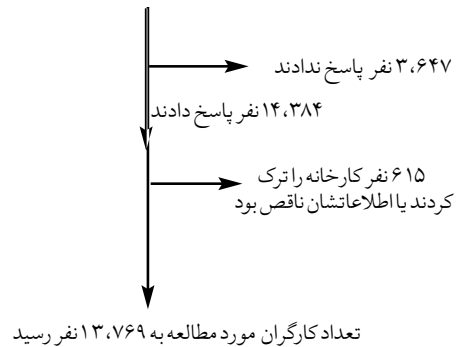 ۳،۶۴۷ نفر پاسخ ندادند
۱۴،۳۸۴ نفر پاسخ دادند
۶۱۵ نفر کارخانه را ترک
کردند یا اطلاعاتشان ناقص بود
تعداد کارگران مورد مطالعه به ۱۳،۷۶۹ نفر رسید